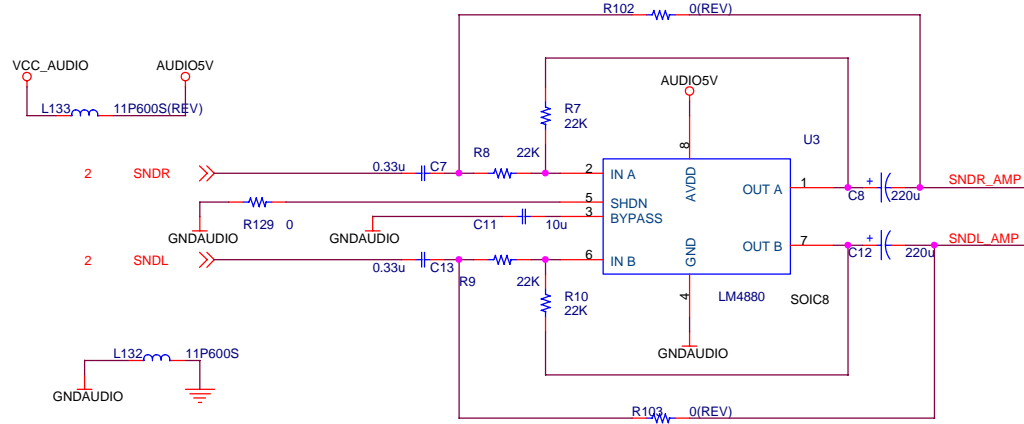 R102 0(REV)
VCC_AUDIO AUDIO5V
AUDIO5V
L133 11P600S(REV)
R7
22K
U3
8
R8 22K
0.33u C7
2 SNDR
2 IN A
AVDD
OUT A 1
SNDR_AMP
C8 + 220u
5 SHDN
3 BYPASS
R129 0
C11 10u
GNDAUDIO GNDAUDIO
OUT B 7
SNDL_AMP
C12 + 220u
2 SNDL
6 IN B
GND
0.33u C13
R9 22K
R10
22K
4
LM4880 SOIC8
L132 11P600S
GNDAUDIO
GNDAUDIO
R103 0(REV)